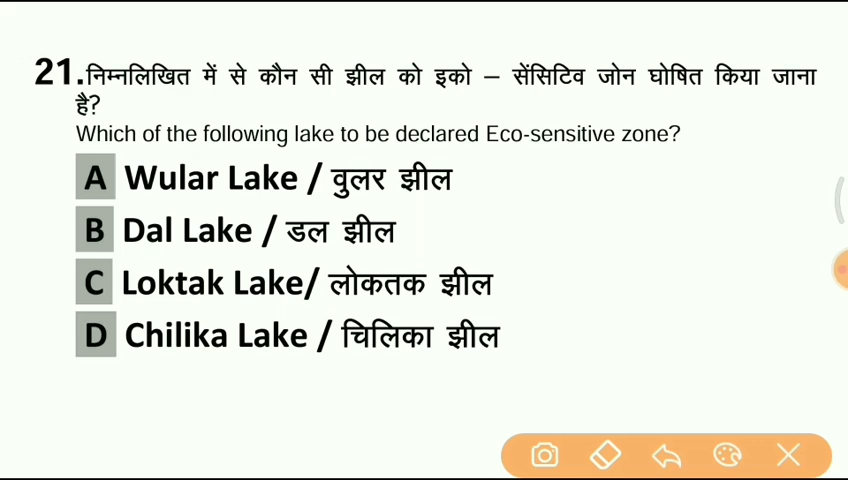 21.निम्नलिखित में से कौन सी झील को इको – सेंसिटिव जोन घोषित किया जाना
है?
Which of the following lake to be declared Eco-sensitive zone?
A Wular Lake / वुलर झील
B Dal Lake / डल झील
C Loktak Lake/ लोकतक झील
D Chilika Lake / चिलिका झील